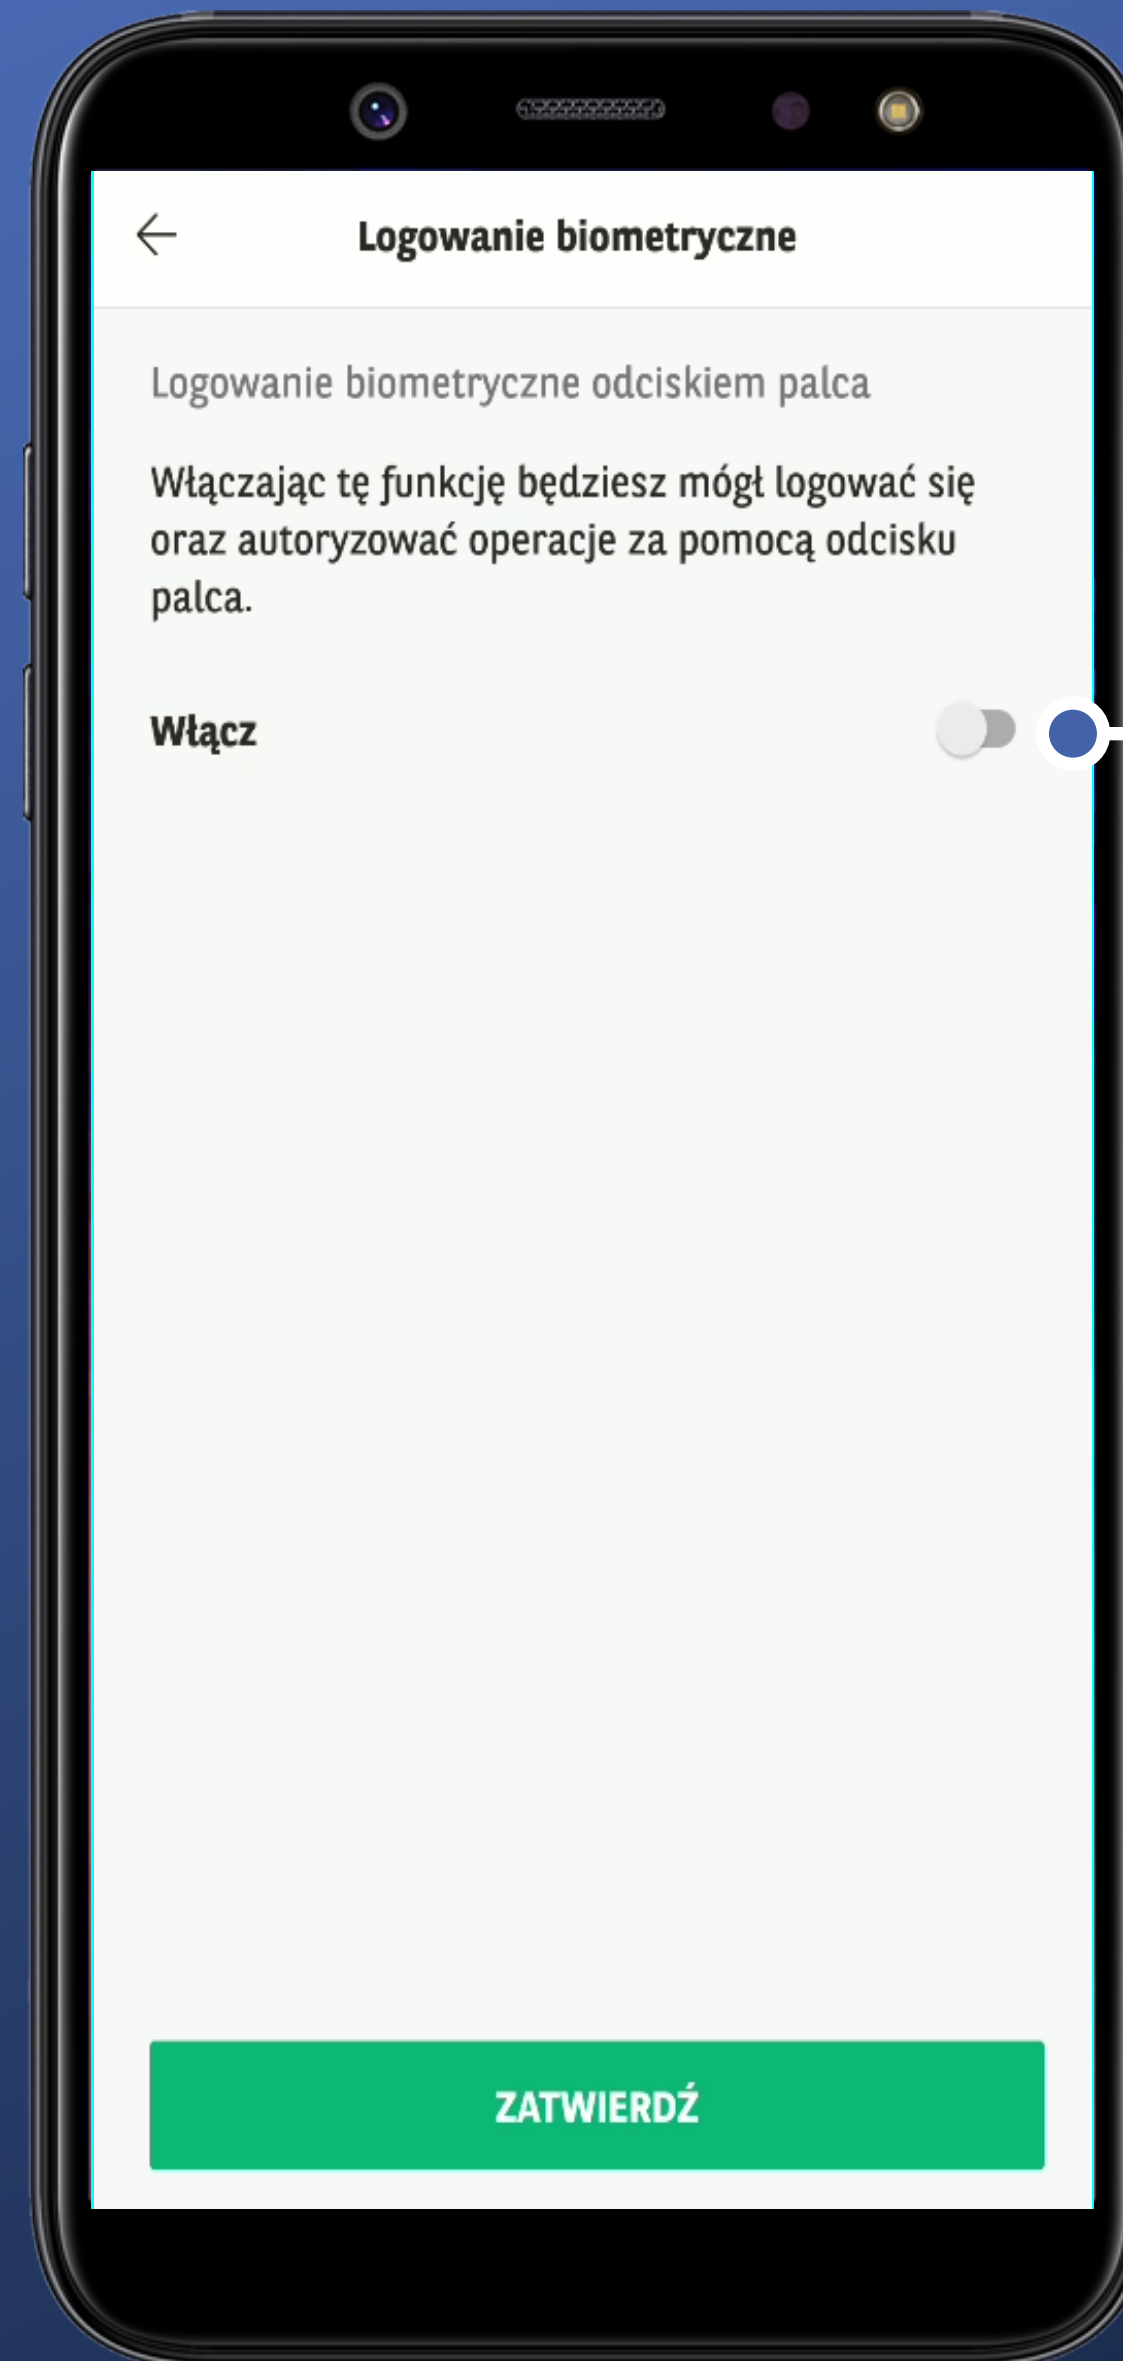 Logowanie biometryczne
Logowanie biometryczne odciskiem palca
Włączając tę funkcję będziesz mógł logować się
oraz autoryzować operacje za pomocą odcisku
palca.
Włącz
ZATWIERDŹ